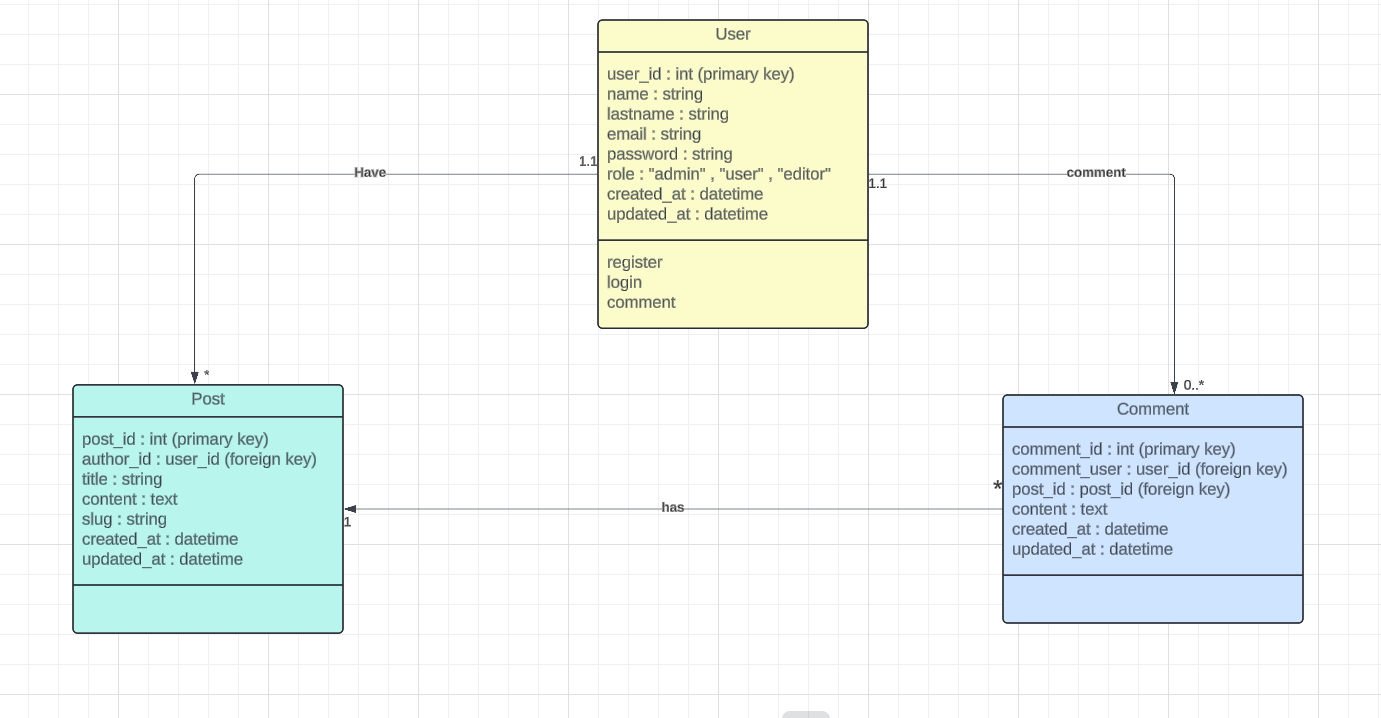 User
user_id : int (primary key)
name : string
lastname : string
email : string
password : string
role : "admin" , "user" , "editor"
created_at : datetime
updated_at : datetime
register
login
comment
1.1
Have
*
1.1
comment
0..*
Post
post_id : int (primary key)
author_id : user_id (foreign key)
title : string
content : text
slug : string
created_at : datetime
updated_at : datetime
1
has
*
Comment
comment_id : int (primary key)
comment_user : user_id (foreign key)
post_id : post_id (foreign key)
content : text
created_at : datetime
updated_at : datetime